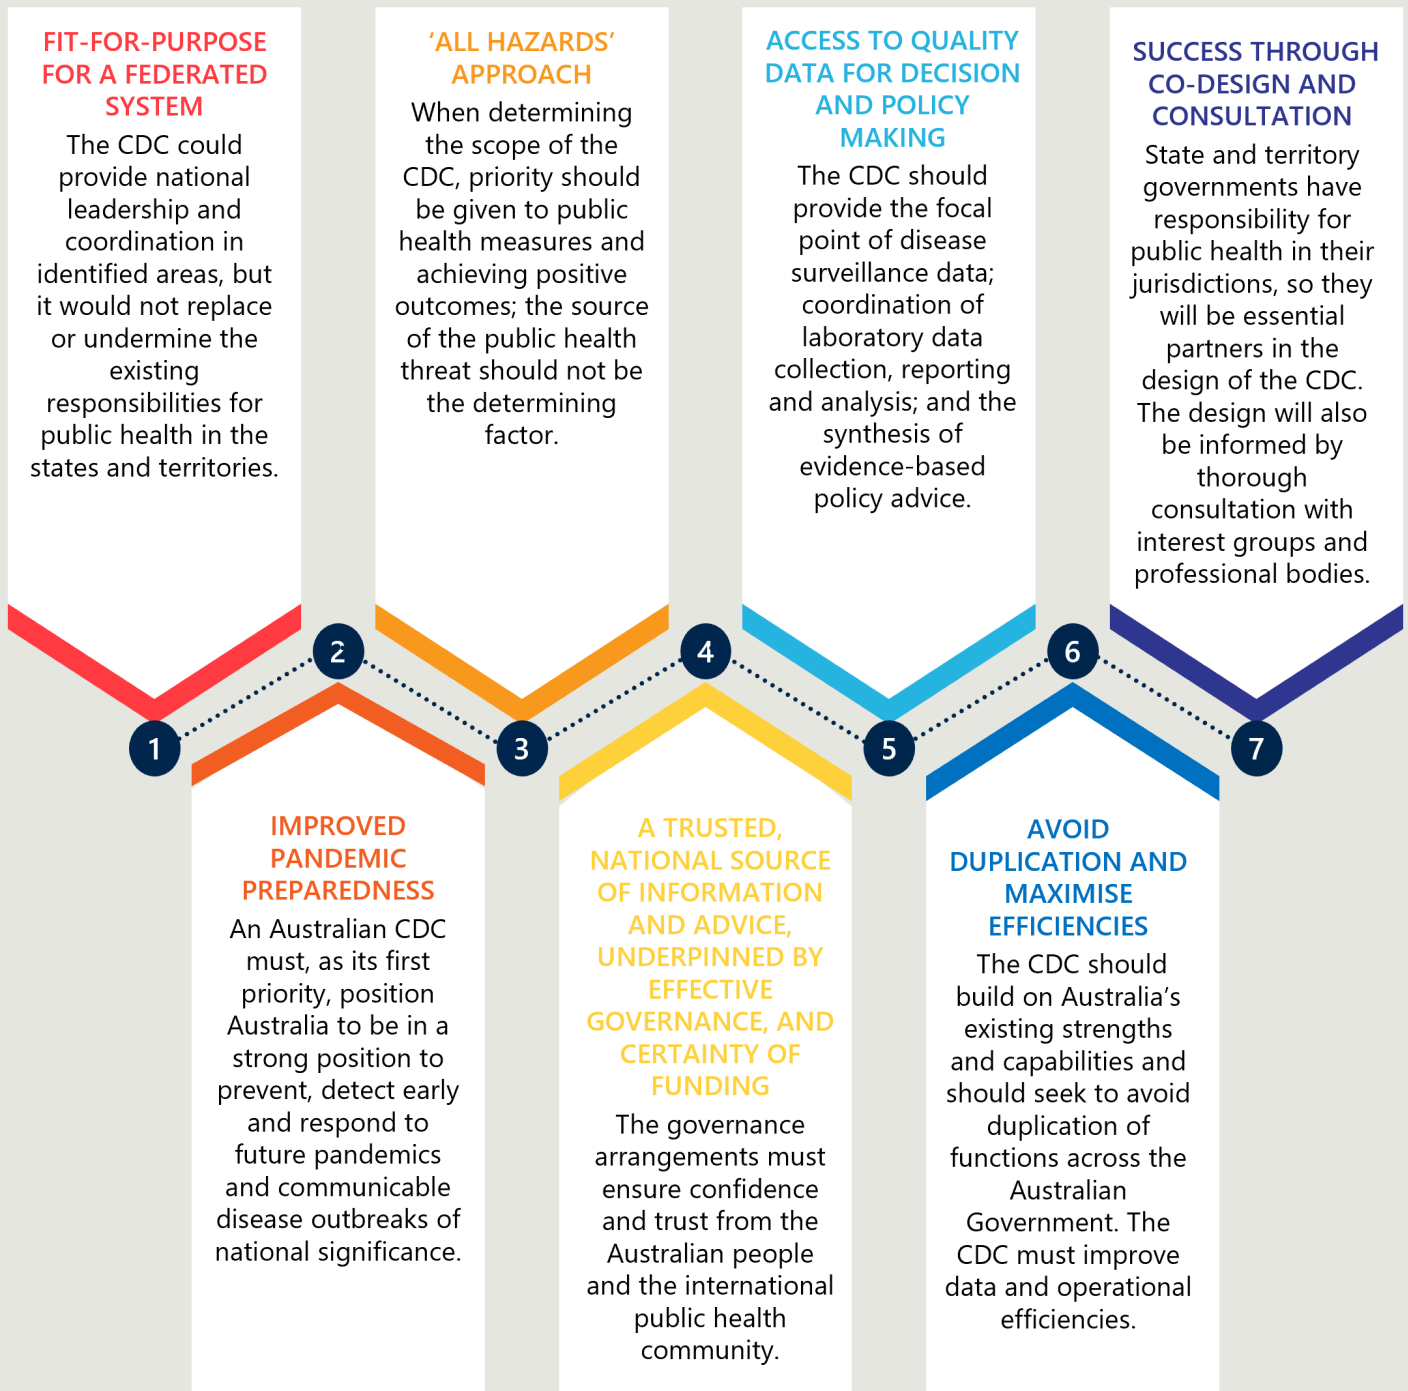 FIT-FOR-PURPOSE
FOR A FEDERATED
SYSTEM
The CDC could
provide national
leadership and
coordination in
identified areas, but
it would not replace
or undermine the
existing
responsibilities for
public health in the
states and territories.
1
2
IMPROVED
PANDEMIC
PREPAREDNESS
An Australian CDC
must, as its first
priority, position
Australia to be in a
strong position to
prevent, detect early
and respond to
future pandemics
and communicable
disease outbreaks of
national significance.
‘ALL HAZARDS’
APPROACH
When determining
the scope of the
CDC, priority should
be given to public
health measures and
achieving positive
outcomes; the source
of the public health
threat should not be
the determining
factor.
3
4
A TRUSTED,
NATIONAL SOURCE
OF INFORMATION
AND ADVICE,
UNDERPINNED BY
EFFECTIVE
GOVERNANCE, AND
CERTAINTY OF
FUNDING
The governance
arrangements must
ensure confidence
and trust from the
Australian people
and the international
public health
community.
ACCESS TO QUALITY
DATA FOR DECISION
AND POLICY
MAKING
The CDC should
provide the focal
point of disease
surveillance data;
coordination of
laboratory data
collection, reporting
and analysis; and the
synthesis of
evidence-based
policy advice.
5
6
AVOID
DUPLICATION AND
MAXIMISE
EFFICIENCIES
The CDC should
build on Australia’s
existing strengths
and capabilities and
should seek to avoid
duplication of
functions across the
Australian
Government. The
CDC must improve
data and operational
efficiencies.
SUCCESS THROUGH
CO-DESIGN AND
CONSULTATION
State and territory
governments have
responsibility for
public health in their
jurisdictions, so they
will be essential
partners in the
design of the CDC.
The design will also
be informed by
thorough
consultation with
interest groups and
professional bodies.
7